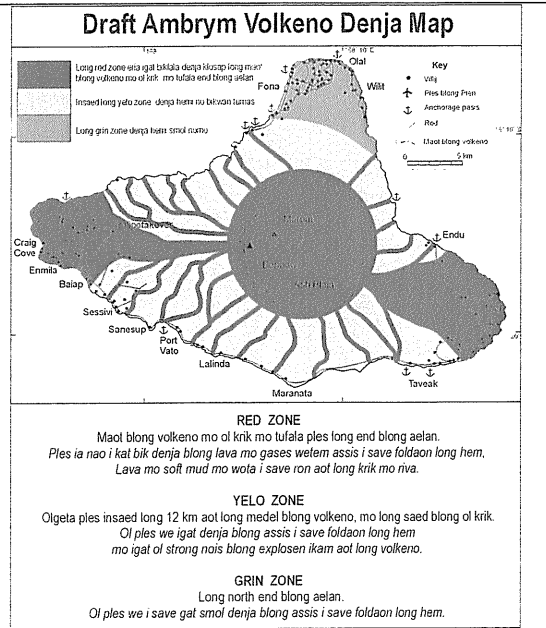 Draft Ambrym Volkeno Denja Map
Long red zone eria igat bikfala denja klosap long maot
blong volkeno mo ol krik mo tufala end blong aelan
Insaed long yelo zone denja hem nu bikwan tumas
Long grin zone denja hem smol numo
Key
Vilij
Ples blong Plen
Anchorage pasis
Rod
Maot blong volkeno
0 5 km
Olal
Fona
Wilit
Craig
Cove
Enmila
Baiap
Sessivi
Sanesup
Port
Vato
Lalinda
Maranata
Taveak
Endu
RED ZONE
Maot blong volkeno mo ol krik mo tufala ples long end blong aelan.
Ples ia nao i kat bik denja blong lava mo gases wetem assis i save foldaon long hem,
Lava mo soft mud mo wota i save ron aot long krik mo riva.
YELO ZONE
Olgeta ples insaed long 12 km aot long medel blong volkeno, mo long saed blong ol krik.
Ol ples we igat denja blong assis i save foldaon long hem
mo igat ol strong nois blong explosen ikam aot long volkeno.
GRIN ZONE
Long north end blong aelan.
Ol ples we i save gat smol denja blong assis i save foldaon long hem.